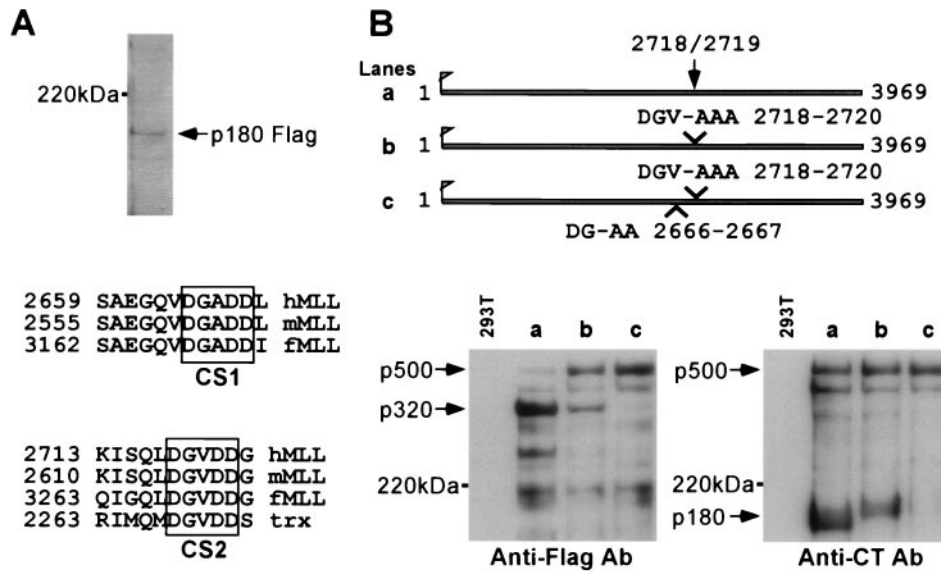 A
220kDa
p180 Flag
2659 SAEGQVDGADDL hMLL
2555 SAEGQVDGADDL mMLL
3162 SAEGQVDGADDI fMLL
CS1
2713 KISQLDGVDDG hMLL
2610 KISQLDGVDDG mMLL
3263 QIGQLDGVDDG fMLL
2263 RIMQMDGVDDS trx
CS2
B
2718/2719
Lanes
a 1 3969
DGV-AAA 2718-2720
b 1 3969
DGV-AAA 2718-2720
c 1 3969
DG-AA 2666-2667
293T a b c
p500
p320
220kDa
Anti-Flag Ab
293T a b c
p500
220kDa
p180
Anti-CT Ab